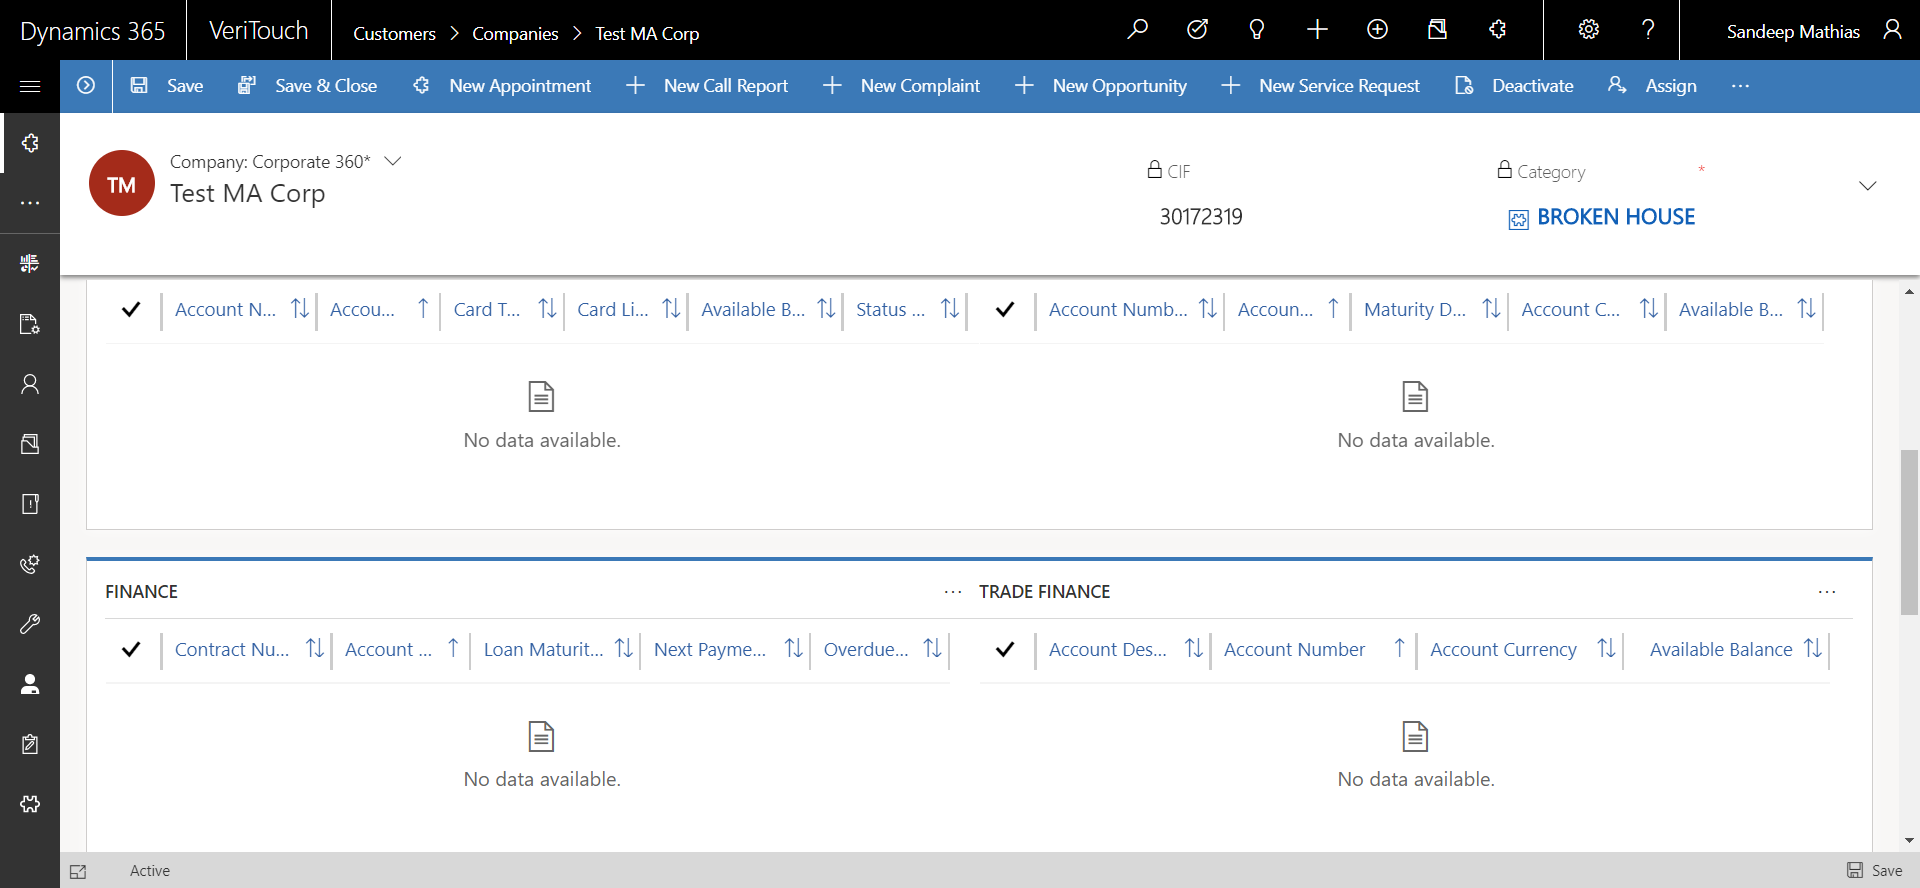 Dynamics 365 VeriTouch Customers > Companies > Test MA Corp Sandeep Mathias
Save Save & Close New Appointment New Call Report New Complaint New Opportunity New Service Request Deactivate Assign ...
Company: Corporate 360*
Test MA Corp
TM
CIF
30172319
Category *
BROKEN HOUSE
Account N... Accou... Card T... Card Li... Available B... Status ... Account Numb... Accoun... Maturity D... Account C... Available B...
No data available. No data available.
FINANCE ... TRADE FINANCE ...
Contract Nu... Account ... Loan Maturit... Next Payme... Overdue... Account Des... Account Number Account Currency Available Balance
No data available. No data available.
Active Save